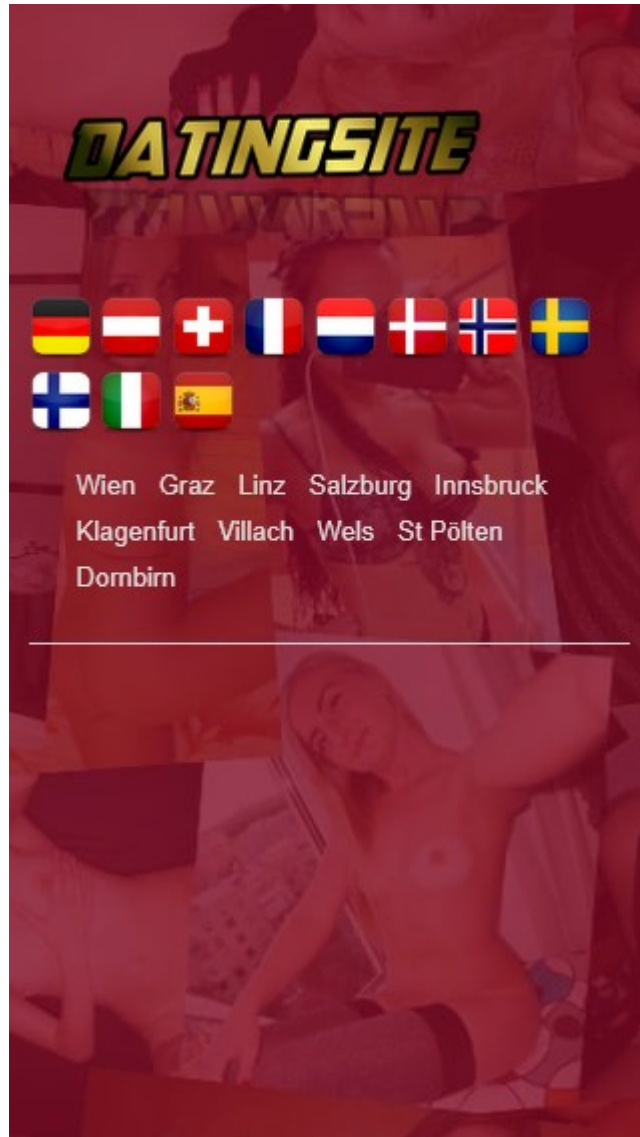 DATINGSITE
Wien Graz Linz Salzburg Innsbruck
Klagenfurt Villach Wels St Pölten
Dornbirn